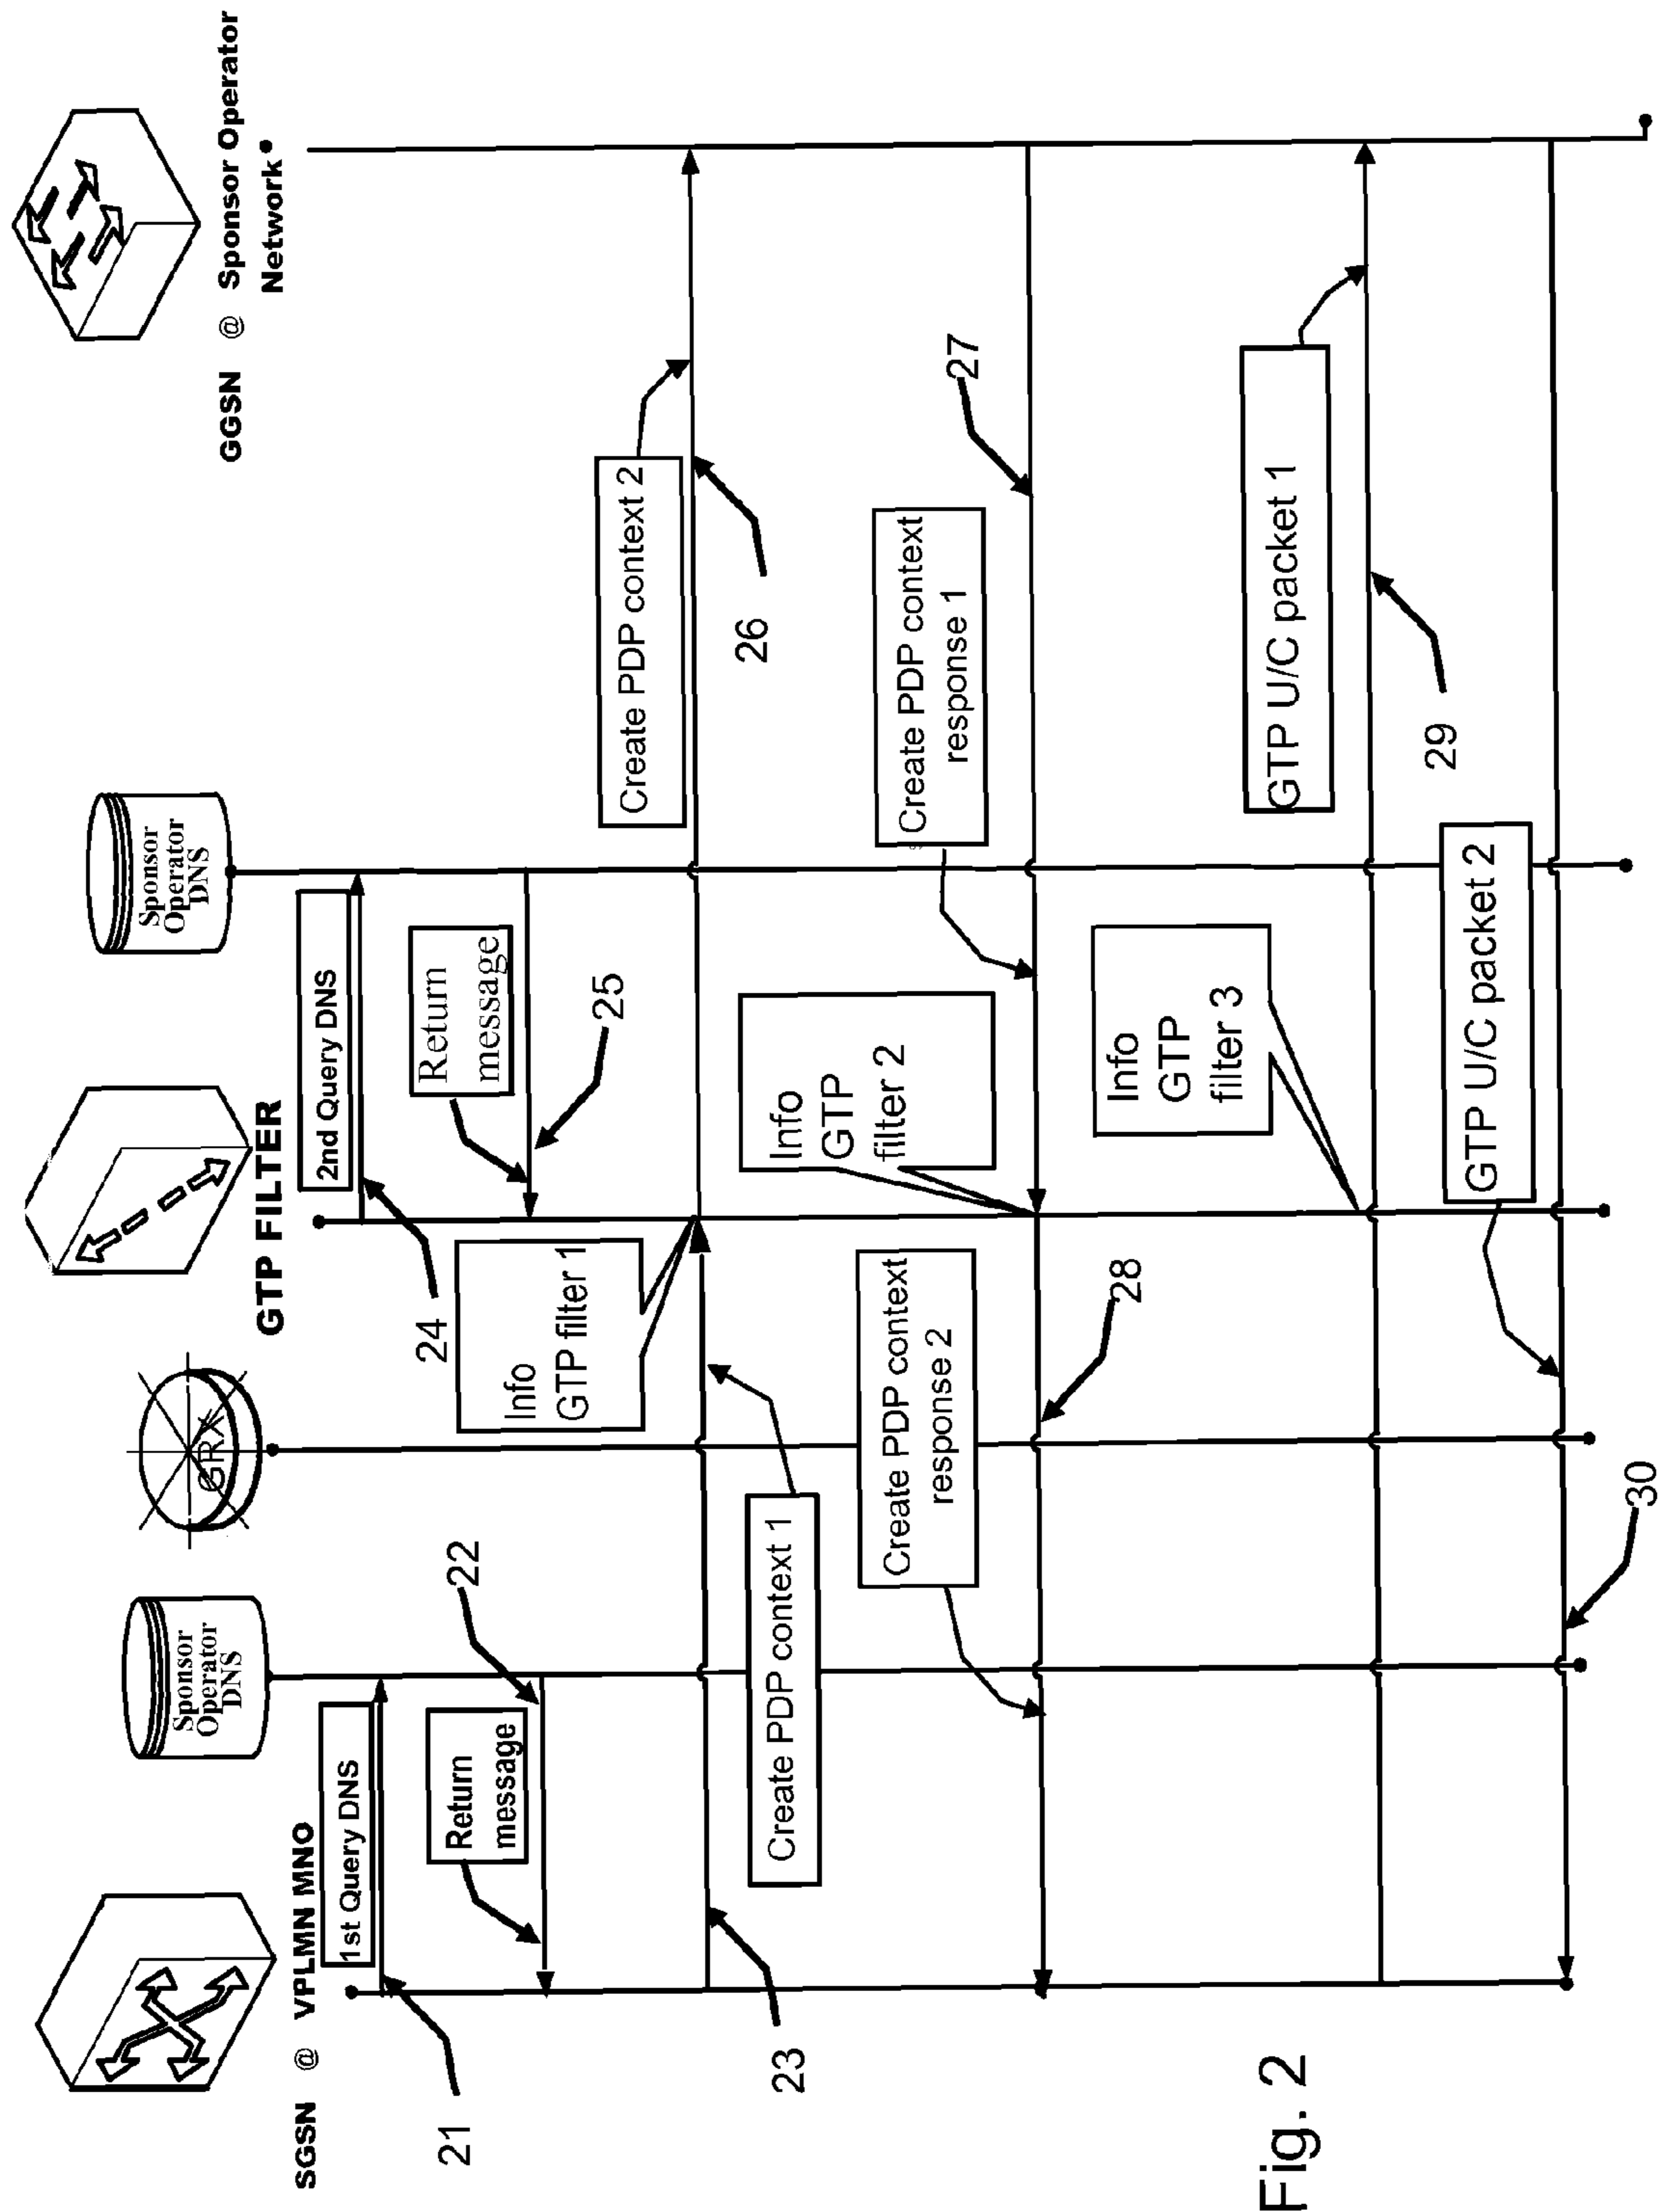 SGSN @ VPLMN MNO
Sponsor
Operator
DNS
GRX
GTP FILTER
Sponsor
Operator
DNS
GGSN @ Sponsor Operator
Network
1st Query DNS
21
2nd Query DNS
24
Return
message
22
Return
message
25
Info
GTP filter 1
Create PDP context 2
26
23
Create PDP context 1
Info
GTP
filter 2
Create PDP context
response 1
27
Create PDP context
response 2
28
Info
GTP
filter 3
GTP U/C packet 1
29
GTP U/C packet 2
30
Fig. 2